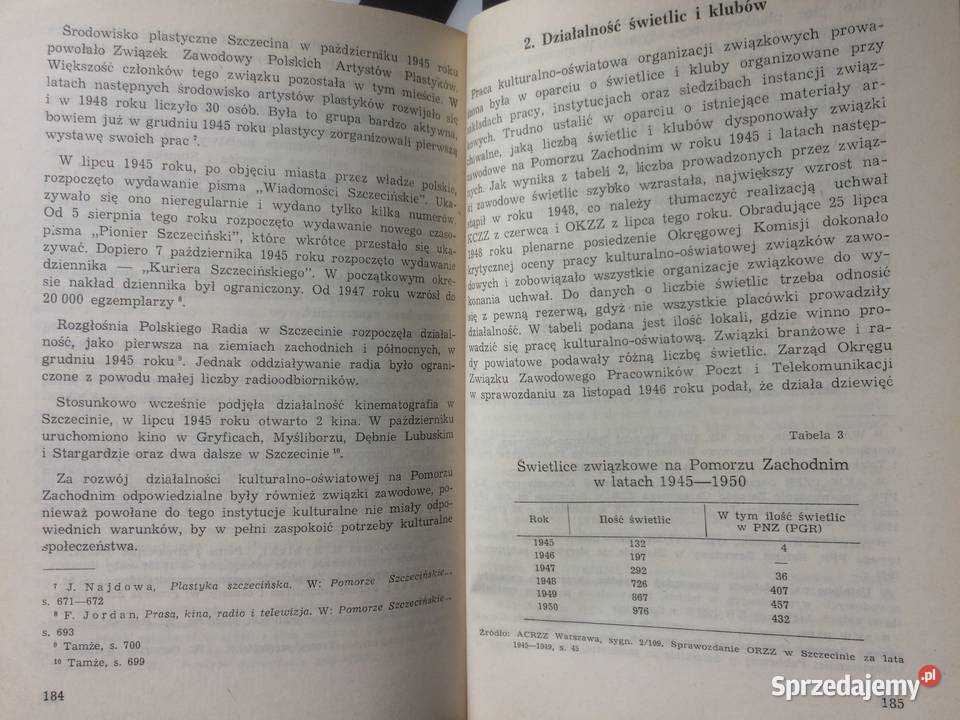 Środowisko plastyczne Szczecina w październiku 1945 roku
powołało Związek Zawodowy Polskich Artystów Plastyków.
Większość członków tego związku pozostała w tym mieście. W
latach następnych środowisko artystów plastyków rozwijało się
i w 1948 roku liczyło 30 osób. Była to grupa bardzo aktywna,
bowiem już w grudniu 1945 roku plastycy zorganizowali pierwszą
wystawę swoich prac ⁷.
W lipcu 1945 roku, po objęciu miasta przez władze polskie,
rozpoczęto wydawanie pisma „Wiadomości Szczecińskie". Uka-
zywało się ono nieregularnie i wydano tylko kilka numerów.
Od 5 sierpnia tego roku rozpoczęto wydawanie nowego czaso-
pisma „Pionier Szczeciński", które wkrótce przestało się uka-
zywać. Dopiero 7 października 1945 roku rozpoczęto wydawanie
dziennika — „Kuriera Szczecińskiego". W początkowym okre-
sie nakład dziennika był ograniczony. Od 1947 roku wzrósł do
20 000 egzemplarzy ⁸.
Rozgłośnia Polskiego Radia w Szczecinie rozpoczęła działal-
ność, jako pierwsza na ziemiach zachodnich i północnych, w
grudniu 1945 roku ⁹. Jednak oddziaływanie radia było ograni-
czone z powodu małej liczby radioodbiorników.
Stosunkowo wcześnie podjęła działalność kinematografia w
Szczecinie, w lipcu 1945 roku otwarto 2 kina. W październiku
uruchomiono kino w Gryficach, Myśliborzu, Dębnie Lubuskim
i Stargardzie oraz dwa dalsze w Szczecinie ¹⁰.
Za rozwój działalności kulturalno-oświatowej na Pomorzu
Zachodnim odpowiedzialne były również związki zawodowe, po-
nieważ powołane do tego instytucje kulturalne nie miały odpo-
wiednich warunków, by w pełni zaspokoić potrzeby kulturalne
społeczeństwa.
⁷ J. Najdowa, Plastyka szczecińska. W: Pomorze Szczecińskie...
s. 671—672
⁸ F. Jordan, Prasa, kina, radio i telewizja. W: Pomorze Szczecińskie...
s. 693
⁹ Tamże, s. 700
¹⁰ Tamże, s. 699
184
2. Działalność świetlic i klubów
Praca kulturalno-oświatowa organizacji związkowych prowa-
dzona była w oparciu o świetlice i kluby organizowane przy
zakładach pracy, instytucjach oraz siedzibach instancji związ-
kowych. Trudno ustalić w oparciu o istniejące materiały ar-
chiwalne, jaką liczbą świetlic i klubów dysponowały związki
zawodowe na Pomorzu Zachodnim w roku 1945 i latach następ-
nych. Jak wynika z tabeli 2, liczba prowadzonych przez związ-
ki zawodowe świetlic szybko wzrastała, największy wzrost na-
stąpił w roku 1948, co należy tłumaczyć realizacją uchwał
KCZZ z czerwca i OKZZ z lipca tego roku. Obradujące 25 lipca
1948 roku plenarne posiedzenie Okręgowej Komisji dokonało
krytycznej oceny pracy kulturalno-oświatowej związków zawo-
dowych i zobowiązało wszystkie organizacje związkowe do wy-
konania uchwał. Do danych o liczbie świetlic trzeba odnosić
się z pewną rezerwą, gdyż nie wszystkie placówki prowadziły
działalność. W tabeli podana jest ilość lokali, gdzie winno pro-
wadzić się pracę kulturalno-oświatową. Związki branżowe i ra-
dy powiatowe podawały różną liczbę świetlic. Zarząd Okręgu
Związku Zawodowego Pracowników Poczt i Telekomunikacji
w sprawozdaniu za listopad 1946 roku podał, że działa dziewięć
Tabela 3
Świetlice związkowe na Pomorzu Zachodnim
w latach 1945—1950
Rok Ilość świetlic W tym ilość świetlic
w PNZ (PGR)
1945 132 4
1946 197 —
1947 292 36
1948 726 407
1949 867 457
1950 976 432
Źródło: ACRZZ Warszawa, sygn. 2/109. Sprawozdanie ORZZ w Szczecinie za lata
1945—1949, s. 45
185
Sprzedajemy.pl